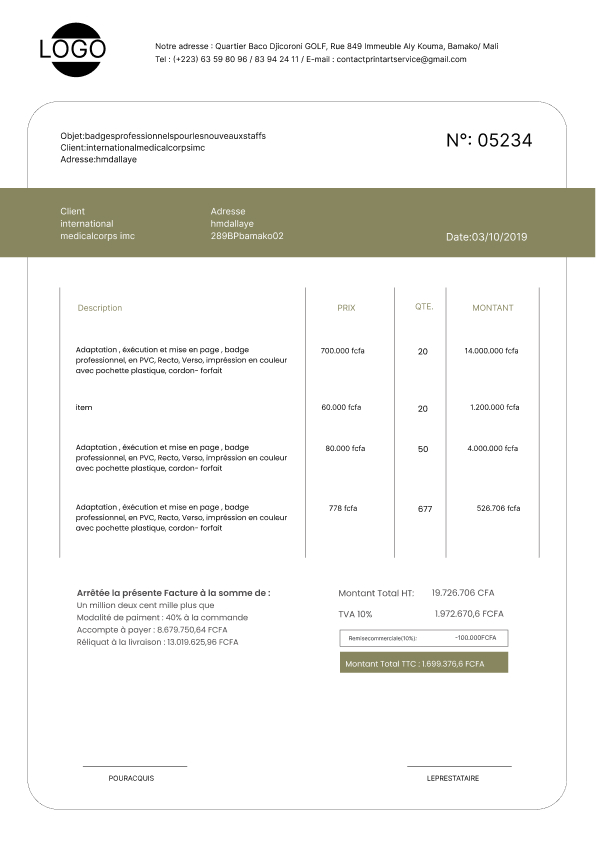 LOGO
Notre adresse : Quartier Baco Djicoroni GOLF, Rue 849 Immeuble Aly Kouma, Bamako/ Mali
Tel : (+223) 63 59 80 96 / 83 94 24 11 / E-mail : contactprintartservice@gmail.com
Objet:badgesprofessionnelspourlesnouveauxstaffs
Client:internationalmedicalcorpsimc
Adresse:hmdallaye
N°: 05234
Client
international
medicalcorps imc
Adresse
hmdallaye
289BPbamako02
Date:03/10/2019
Description PRIX QTE. MONTANT
Adaptation , éxécution et mise en page , badge
professionnel, en PVC, Recto, Verso, impréssion en couleur
avec pochette plastique, cordon- forfait
700.000 fcfa 20 14.000.000 fcfa
item 60.000 fcfa 20 1.200.000 fcfa
Adaptation , éxécution et mise en page , badge
professionnel, en PVC, Recto, Verso, impréssion en couleur
avec pochette plastique, cordon- forfait
80.000 fcfa 50 4.000.000 fcfa
Adaptation , éxécution et mise en page , badge
professionnel, en PVC, Recto, Verso, impréssion en couleur
avec pochette plastique, cordon- forfait
778 fcfa 677 526.706 fcfa
Arrêtée la présente Facture à la somme de :
Un million deux cent mille plus que
Modalité de paiment : 40% à la commande
Accompte à payer : 8.679.750,64 FCFA
Réliquat à la livraison : 13.019.625,96 FCFA
Montant Total HT: 19.726.706 CFA
TVA 10% 1.972.670,6 FCFA
Remisecommerciale(10%): -100.000FCFA
Montant Total TTC : 1.699.376,6 FCFA
POURACQUIS
LEPRESTATAIRE